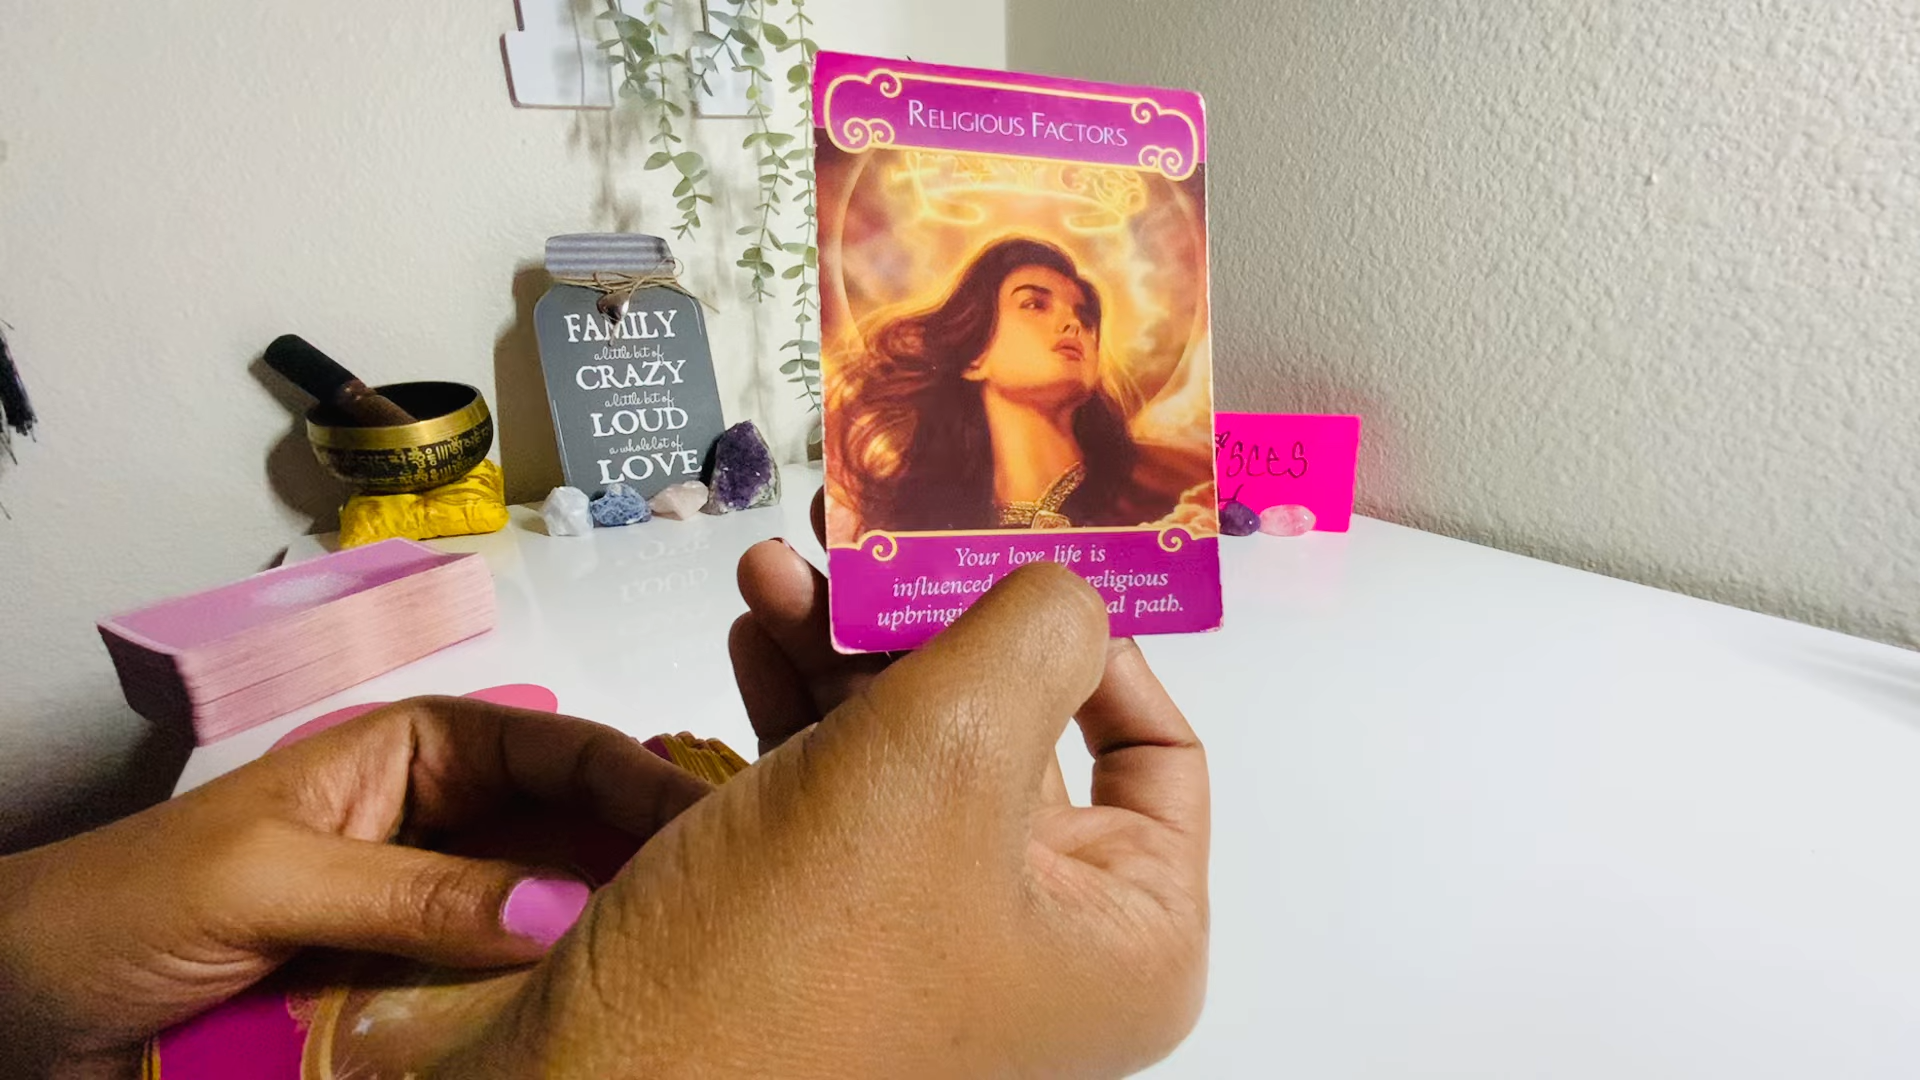 RELIGIOUS FACTORS
Your love life is
influenced religious
upbringi al path.
FAMILY
a little bit of
CRAZY
a little bit of
LOUD
a whole lot of
LOVE
sces